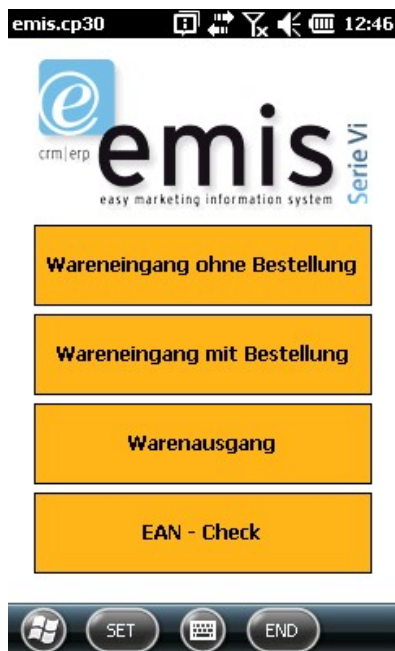 emis.cp30 12:46
e
crm|erp
emis
Serie Vi
easy marketing information system
Wareneingang ohne Bestellung
Wareneingang mit Bestellung
Warenausgang
EAN - Check
SET END